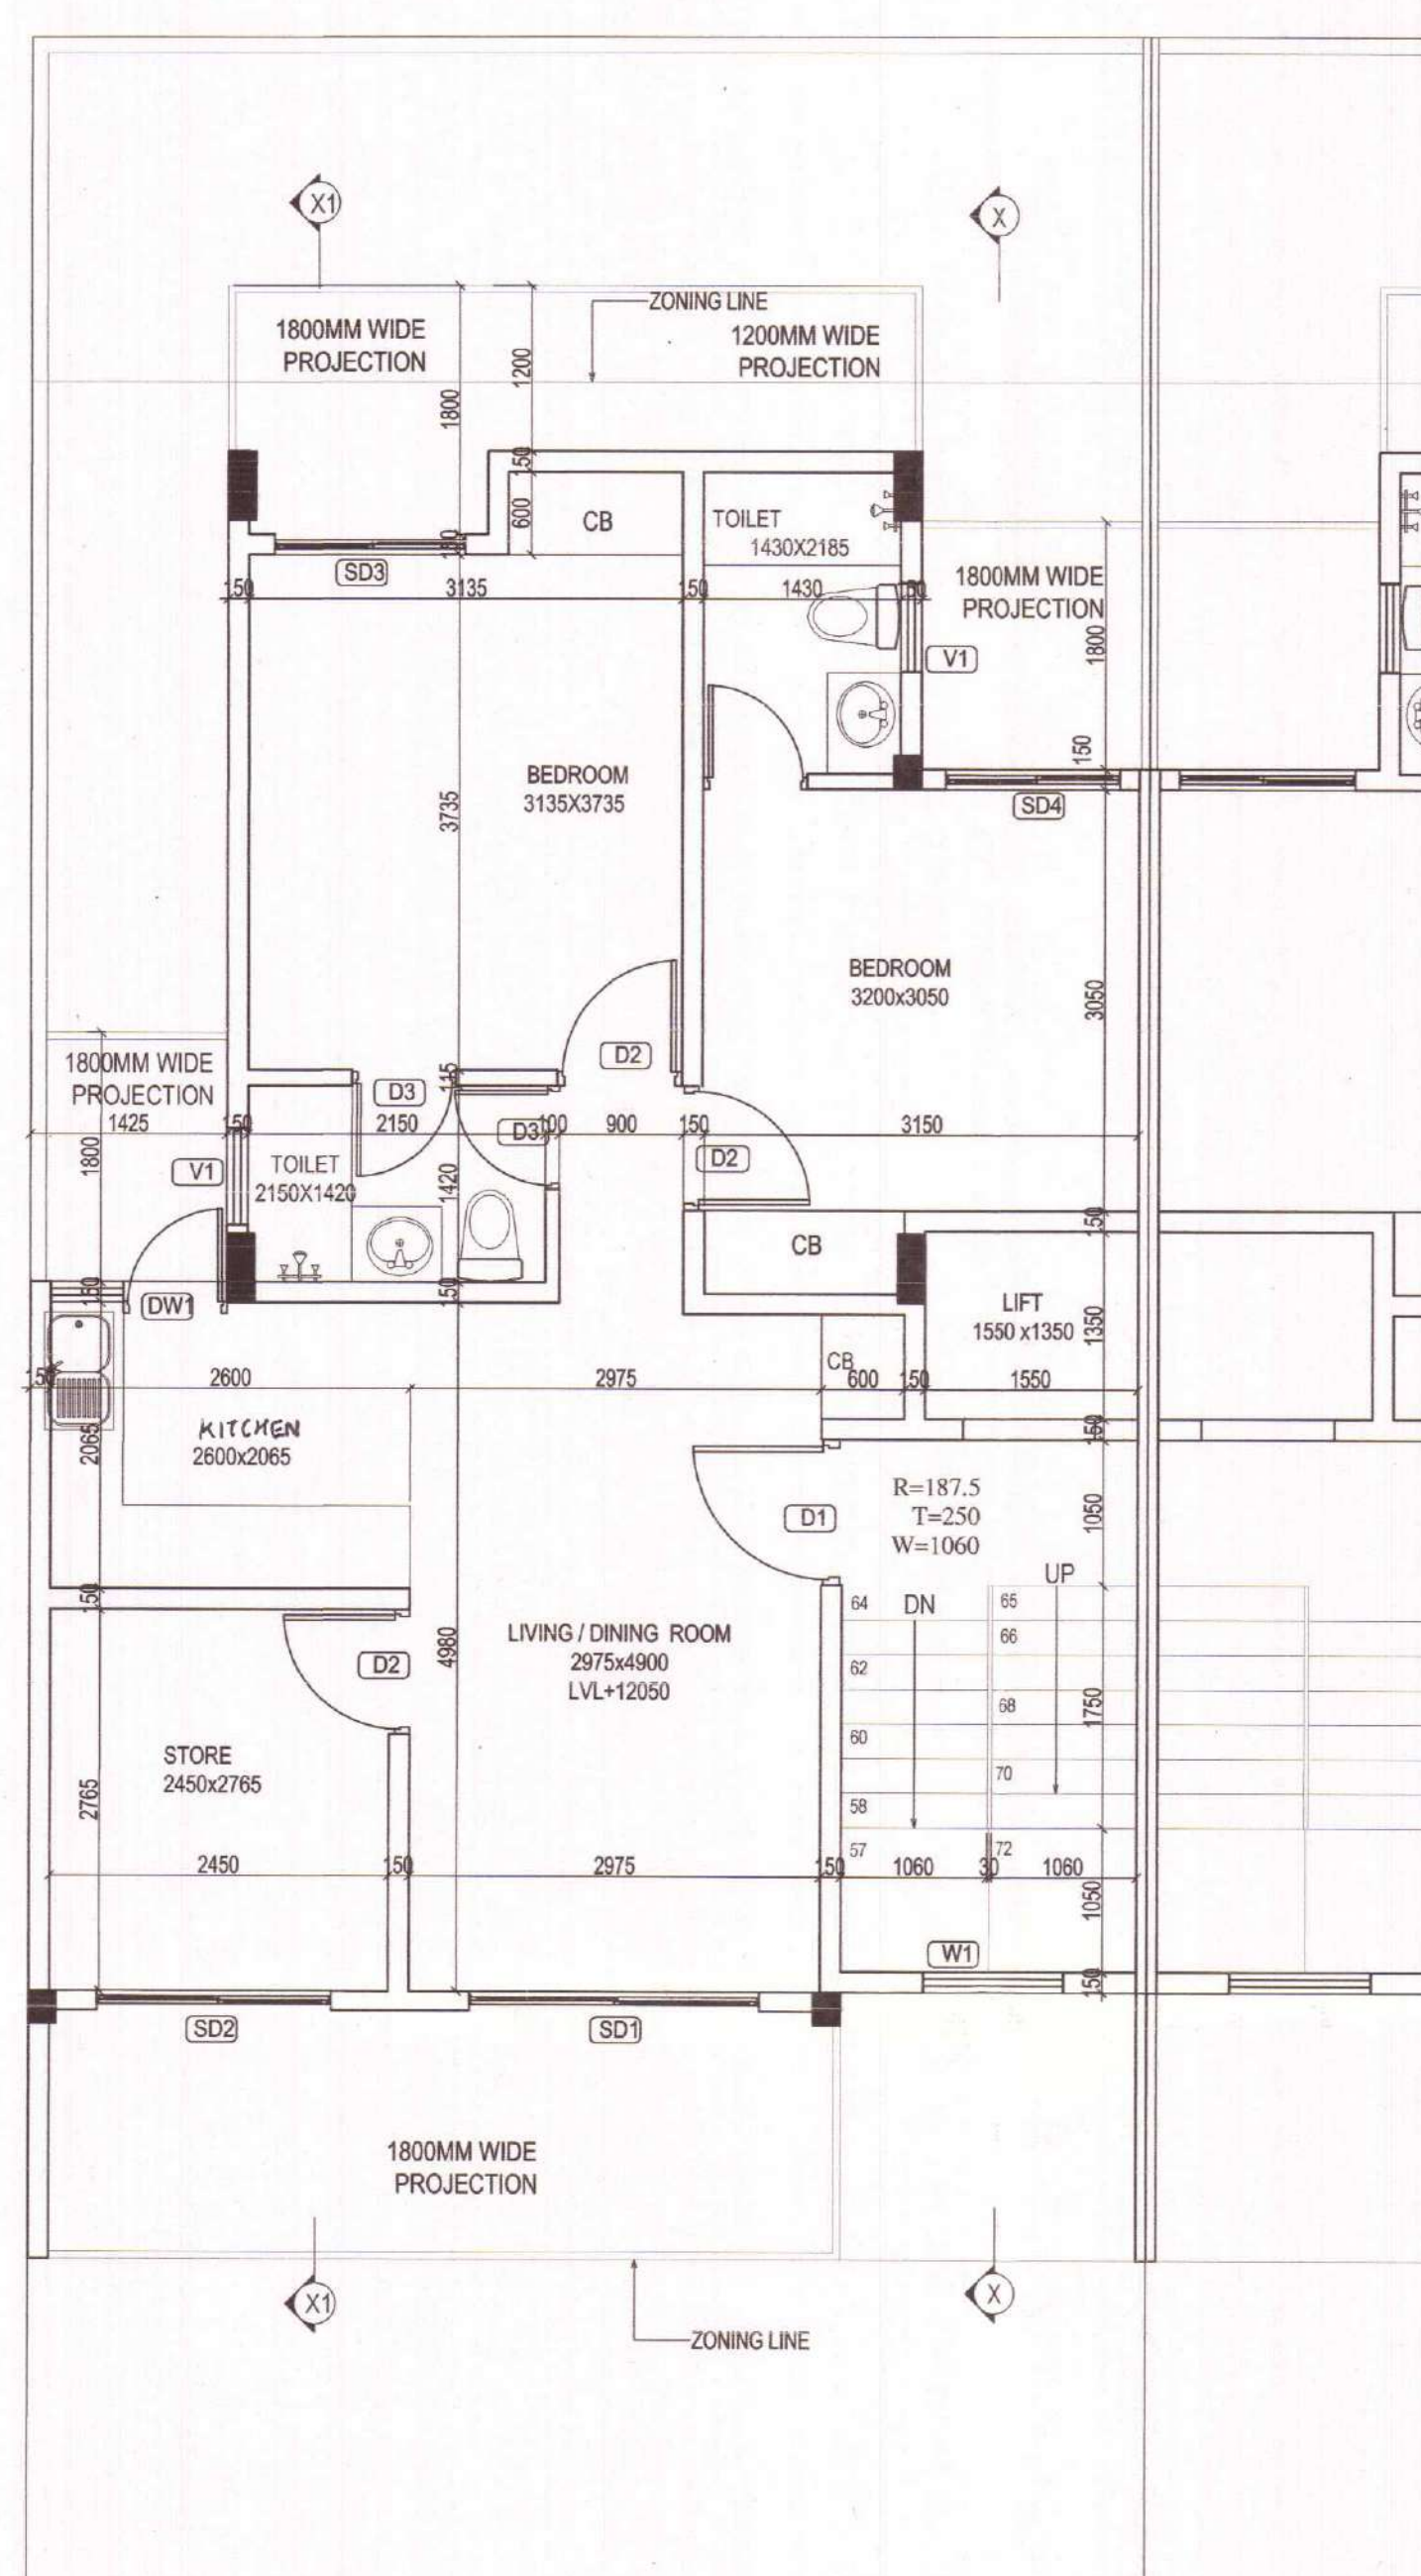 X1
X
ZONING LINE
1800MM WIDE
PROJECTION
1200MM WIDE
PROJECTION
1200
1800
150
600
CB
TOILET
1430X2185
150
SD3
150
3135
150
1430
150
1800MM WIDE
PROJECTION
1800
V1
150
SD4
BEDROOM
3135X3735
3735
BEDROOM
3200x3050
3050
D2
1800MM WIDE
PROJECTION
115
D3
1425
150
2150
D3
100
900
150
3150
1800
V1
TOILET
2150X1420
1420
D2
150
CB
150
DW1
150
LIFT
1550 x1350
1350
CB
150
2600
2975
600
150
1550
KITCHEN
2600x2065
2065
150
R=187.5
T=250
W=1060
D1
1050
UP
150
64
DN
65
LIVING / DINING ROOM
2975x4900
LVL+12050
4980
66
D2
62
68
1750
60
STORE
2450x2765
2765
70
58
57
72
2450
150
2975
150
1060
30
1060
1050
W1
150
SD2
SD1
1800MM WIDE
PROJECTION
X1
X
ZONING LINE